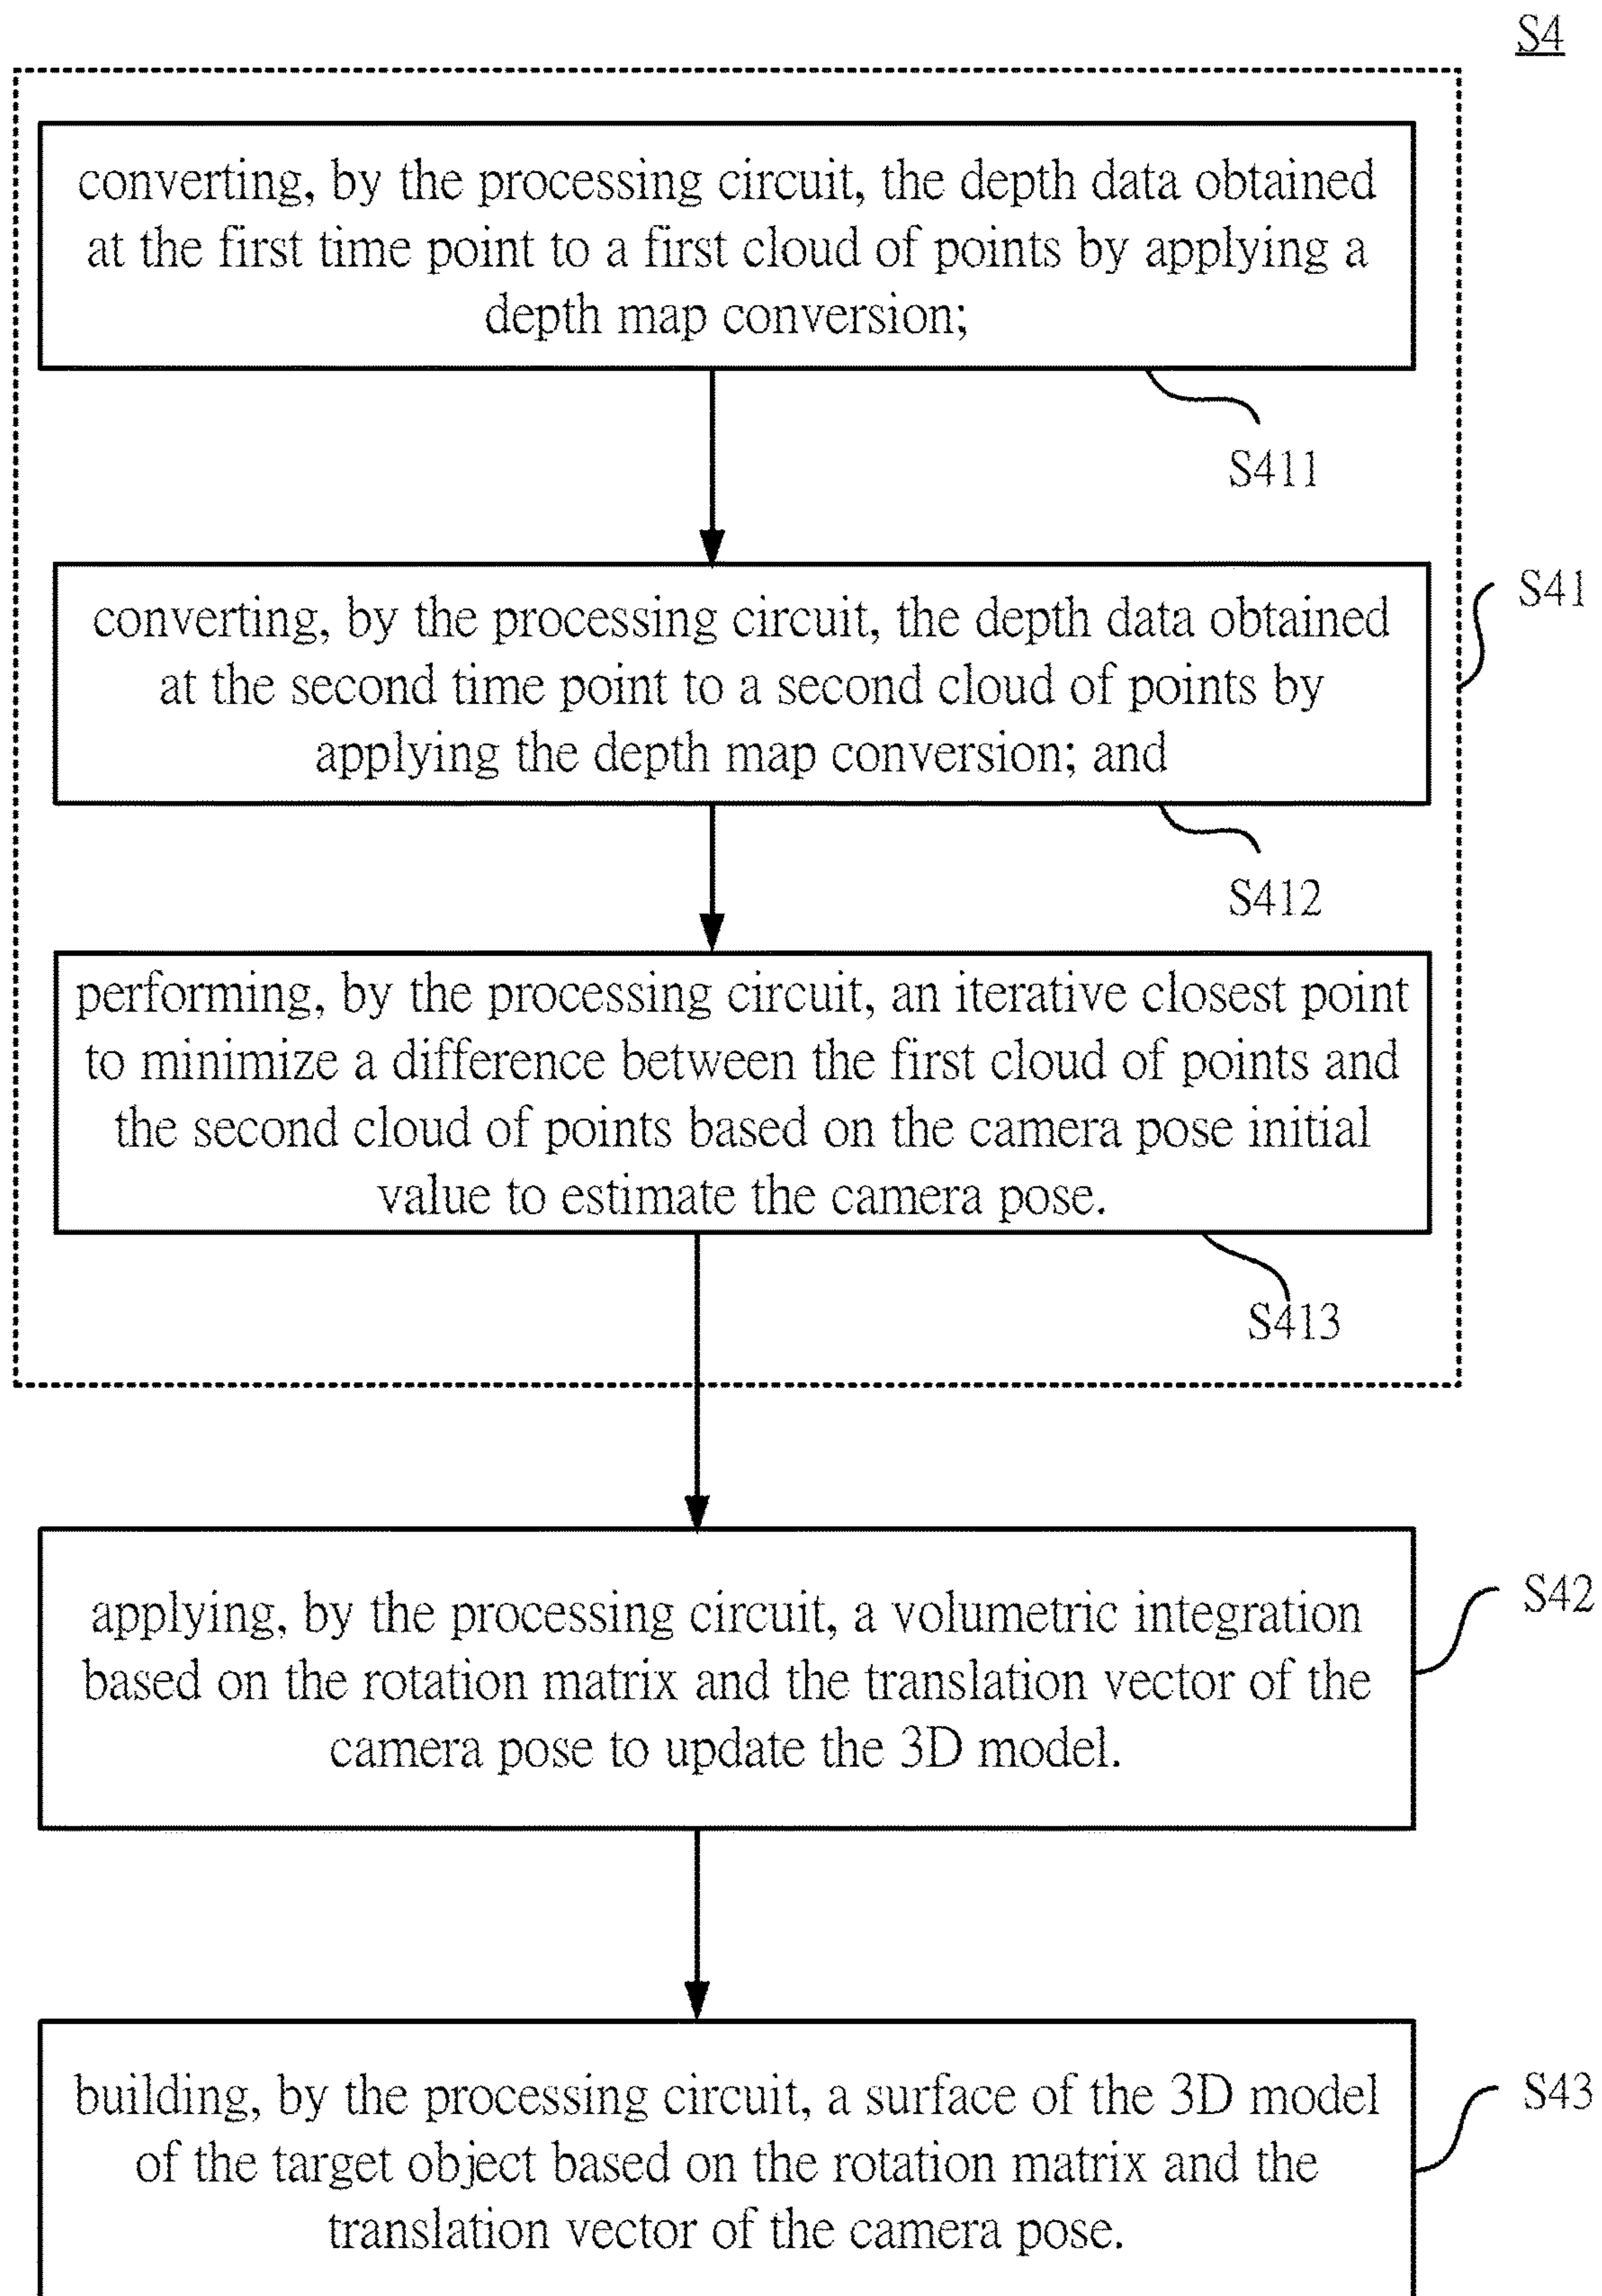 S4
converting, by the processing circuit, the depth data obtained
at the first time point to a first cloud of points by applying a
depth map conversion;
S411
converting, by the processing circuit, the depth data obtained
at the second time point to a second cloud of points by
applying the depth map conversion; and
S41
S412
performing, by the processing circuit, an iterative closest point
to minimize a difference between the first cloud of points and
the second cloud of points based on the camera pose initial
value to estimate the camera pose.
S413
applying, by the processing circuit, a volumetric integration
based on the rotation matrix and the translation vector of the
camera pose to update the 3D model.
S42
building, by the processing circuit, a surface of the 3D model
of the target object based on the rotation matrix and the
translation vector of the camera pose.
S43